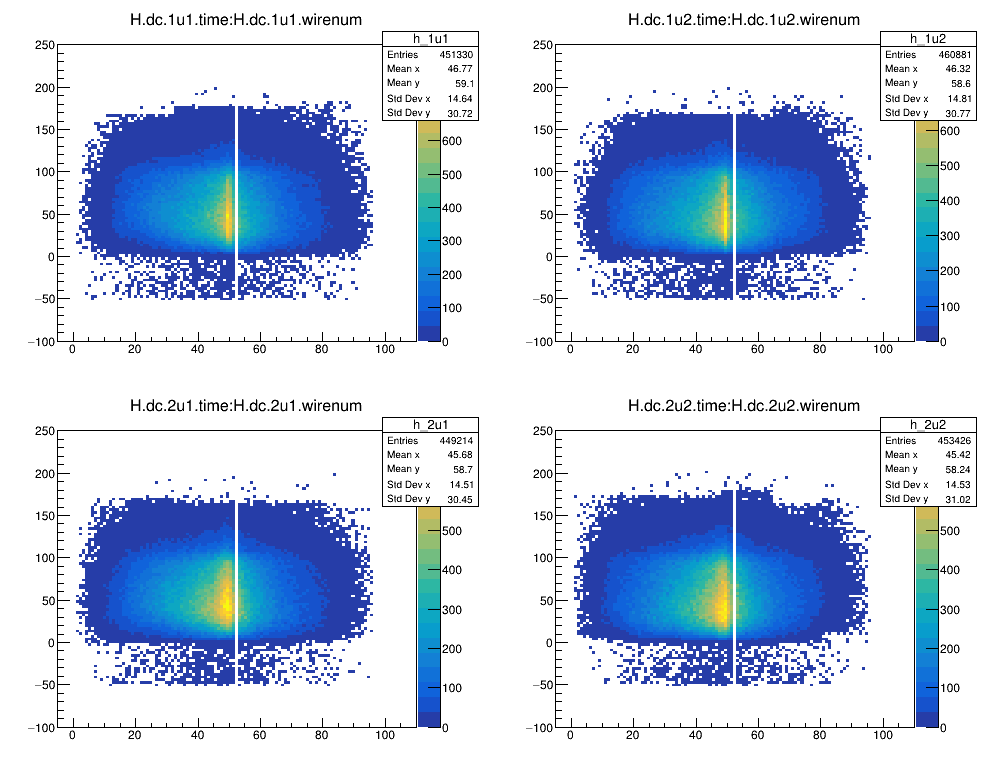 H.dc.1u1.time:H.dc.1u1.wirenum
h_1u1
Entries 451330
Mean x 46.77
Mean y 59.1
Std Dev x 14.64
Std Dev y 30.72
250
200
150
100
50
0
−50
−100
0 20 40 60 80 100
600
500
400
300
200
100
0
H.dc.1u2.time:H.dc.1u2.wirenum
h_1u2
Entries 460881
Mean x 46.32
Mean y 58.6
Std Dev x 14.81
Std Dev y 30.77
250
200
150
100
50
0
−50
−100
0 20 40 60 80 100
600
500
400
300
200
100
0
H.dc.2u1.time:H.dc.2u1.wirenum
h_2u1
Entries 449214
Mean x 45.68
Mean y 58.7
Std Dev x 14.51
Std Dev y 30.45
250
200
150
100
50
0
−50
−100
0 20 40 60 80 100
500
400
300
200
100
0
H.dc.2u2.time:H.dc.2u2.wirenum
h_2u2
Entries 453426
Mean x 45.42
Mean y 58.24
Std Dev x 14.53
Std Dev y 31.02
250
200
150
100
50
0
−50
−100
0 20 40 60 80 100
500
400
300
200
100
0